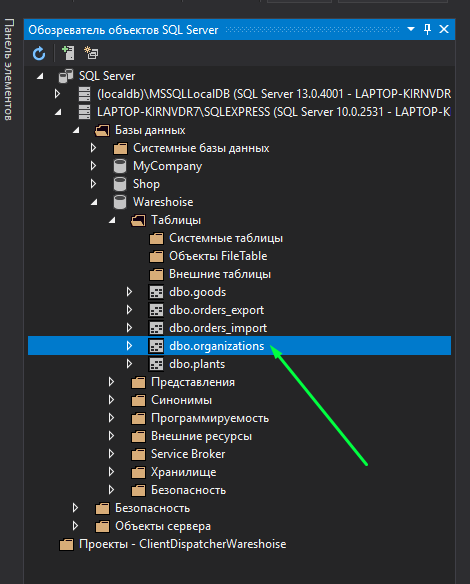 Панель элементов
Обозреватель объектов SQL Server
SQL Server
(localdb)\MSSQLLocalDB (SQL Server 13.0.4001 - LAPTOP-KIRNVDR
LAPTOP-KIRNVDR7\SQLEXPRESS (SQL Server 10.0.2531 - LAPTOP-K
Базы данных
Системные базы данных
MyCompany
Shop
Wareshoise
Таблицы
Системные таблицы
Объекты FileTable
Внешние таблицы
dbo.goods
dbo.orders_export
dbo.orders_import
dbo.organizations
dbo.plants
Представления
Синонимы
Программируемость
Внешние ресурсы
Service Broker
Хранилище
Безопасность
Безопасность
Объекты сервера
Проекты - ClientDispatcherWareshoise